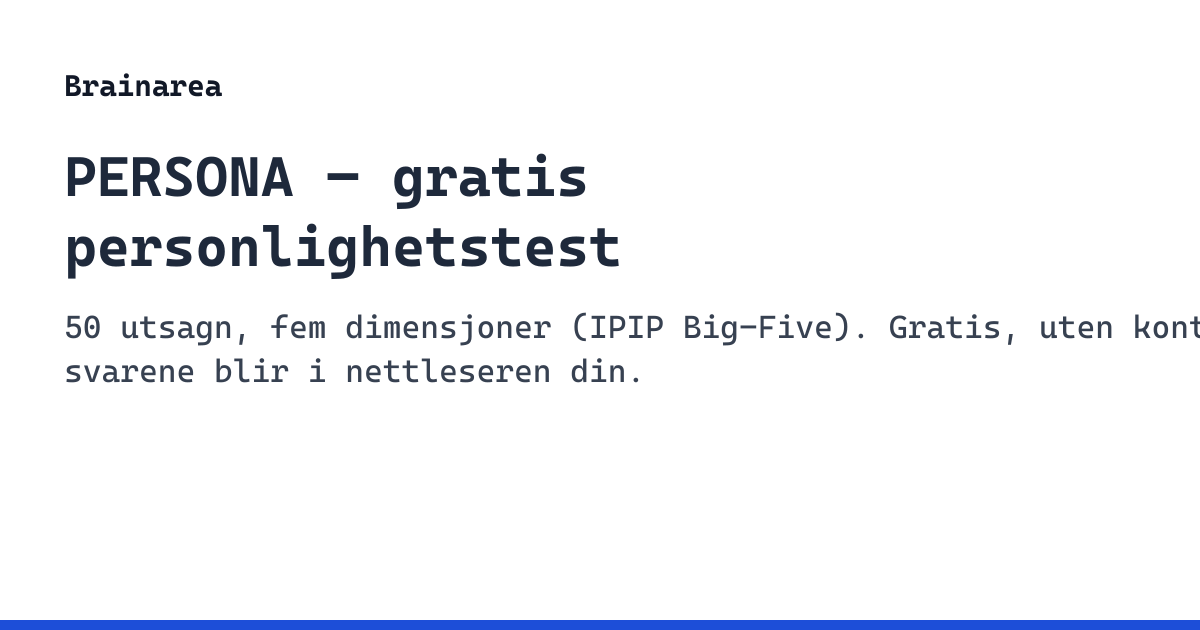 Brainarea
PERSONA – gratis
personlighetstest
50 utsagn, fem dimensjoner (IPIP Big-Five). Gratis, uten
svarene blir i nettleseren din.